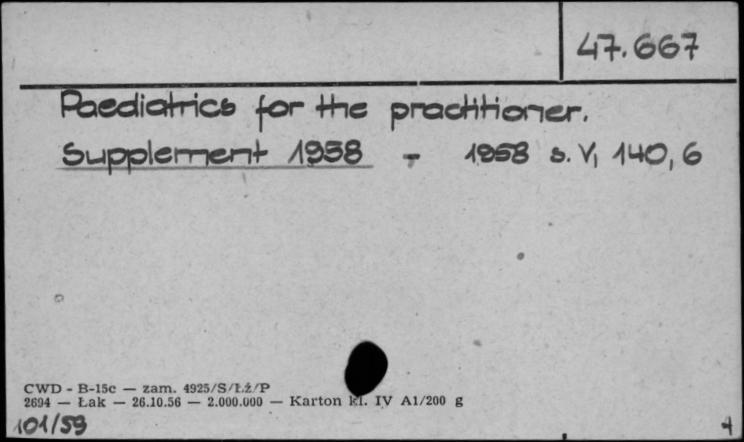 47.667
Paediatrics for the practitioner.
Supplement 1958 - 1958 s. V, 140, 6
CWD - B-15c — zam. 4925/S/Łż/P
2694 — Łak — 26.10.56 — 2.000.000 — Karton kl. IV A1/200 g
101/59
4